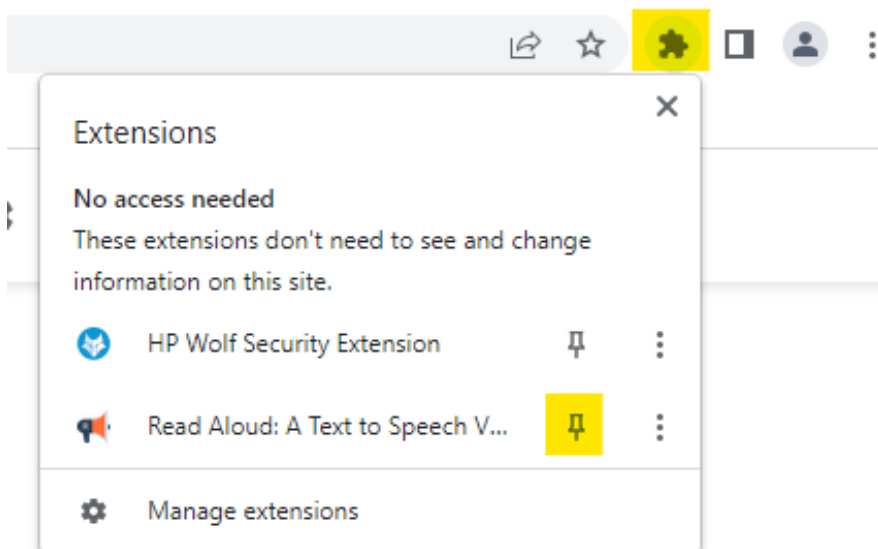 Extensions
No access needed
These extensions don't need to see and change
information on this site.
HP Wolf Security Extension
Read Aloud: A Text to Speech V...
Manage extensions